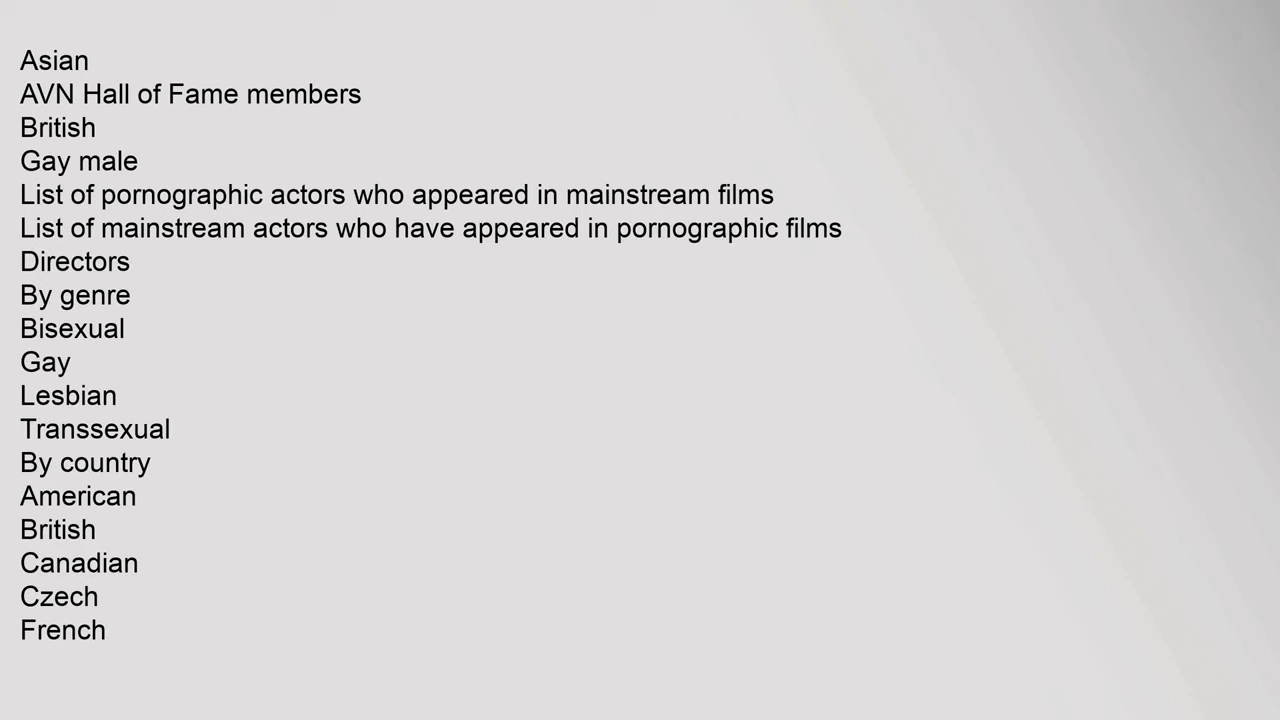 Asian
AVN Hall of Fame members
British
Gay male
List of pornographic actors who appeared in mainstream films
List of mainstream actors who have appeared in pornographic films
Directors
By genre
Bisexual
Gay
Lesbian
Transsexual
By country
American
British
Canadian
Czech
French